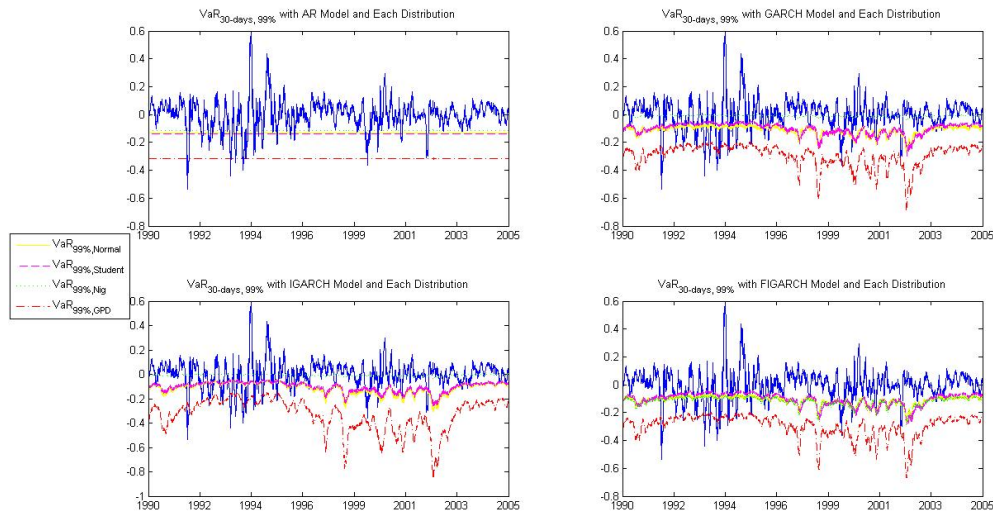 VaR30-days, 99% with AR Model and Each Distribution
0.6
0.4
0.2
0
-0.2
-0.4
-0.6
-0.8
1990 1992 1994 1996 1999 2001 2003 2005
VaR30-days, 99% with GARCH Model and Each Distribution
0.6
0.4
0.2
0
-0.2
-0.4
-0.6
-0.8
1990 1992 1994 1996 1999 2001 2003 2005
VaR99%,Normal
VaR99%,Student
VaR99%,Nig
VaR99%,GPD
VaR30-days, 99% with IGARCH Model and Each Distribution
0.6
0.4
0.2
0
-0.2
-0.4
-0.6
-0.8
-1
1990 1992 1994 1996 1999 2001 2003 2005
VaR30-days, 99% with FIGARCH Model and Each Distribution
0.6
0.4
0.2
0
-0.2
-0.4
-0.6
-0.8
1990 1992 1994 1996 1999 2001 2003 2005